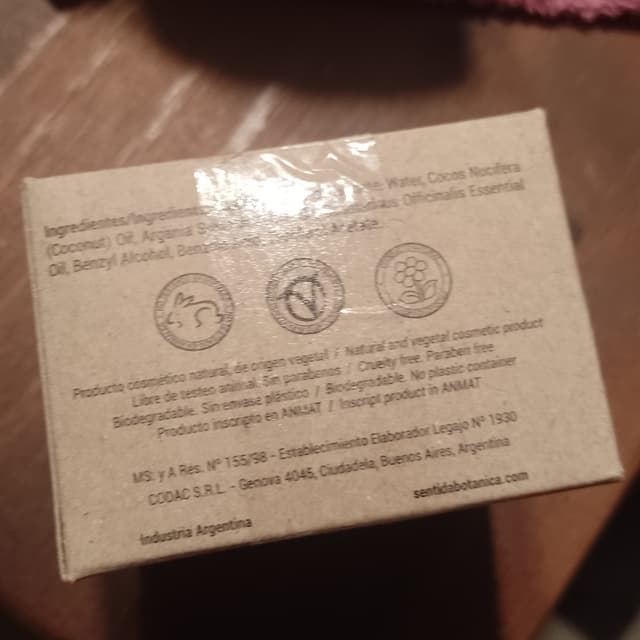 Ingredientes/Ingredients Water, Cocos Nucifera
(Coconut) Oil, Argania Officinalis Essential
Oil, Benzyl Alcohol,
Producto cosmético natural de origen vegetal / Natural and vegetal cosmetic product
Libre de testeo animal. Sin parabenos / Cruelty free. Paraben free
Biodegradable. Sin envase plástico / Biodegradable. No plastic container
Producto inscripto en ANMAT / Inscript product in ANMAT
MS: y A Res. N° 155/98 - Establecimiento Elaborador Legajo N° 1930
CODAC S.R.L. - Genova 4045, Ciudadela, Buenos Aires, Argentina
Industria Argentina
sentidobotanica.com